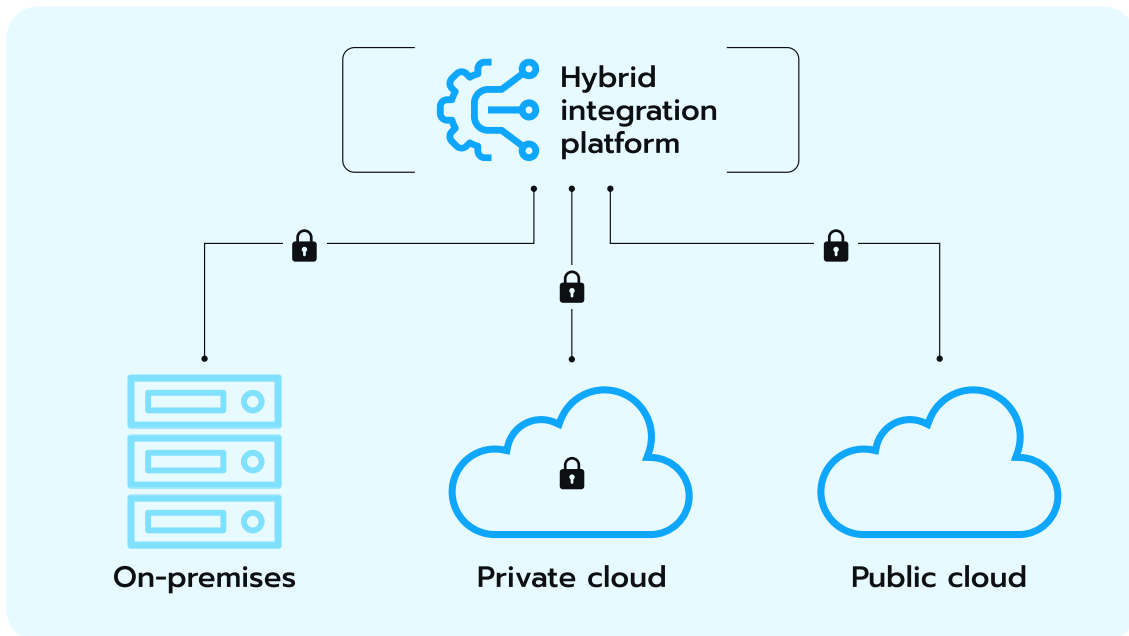 Hybrid
integration
platform
On-premises
Private cloud
Public cloud